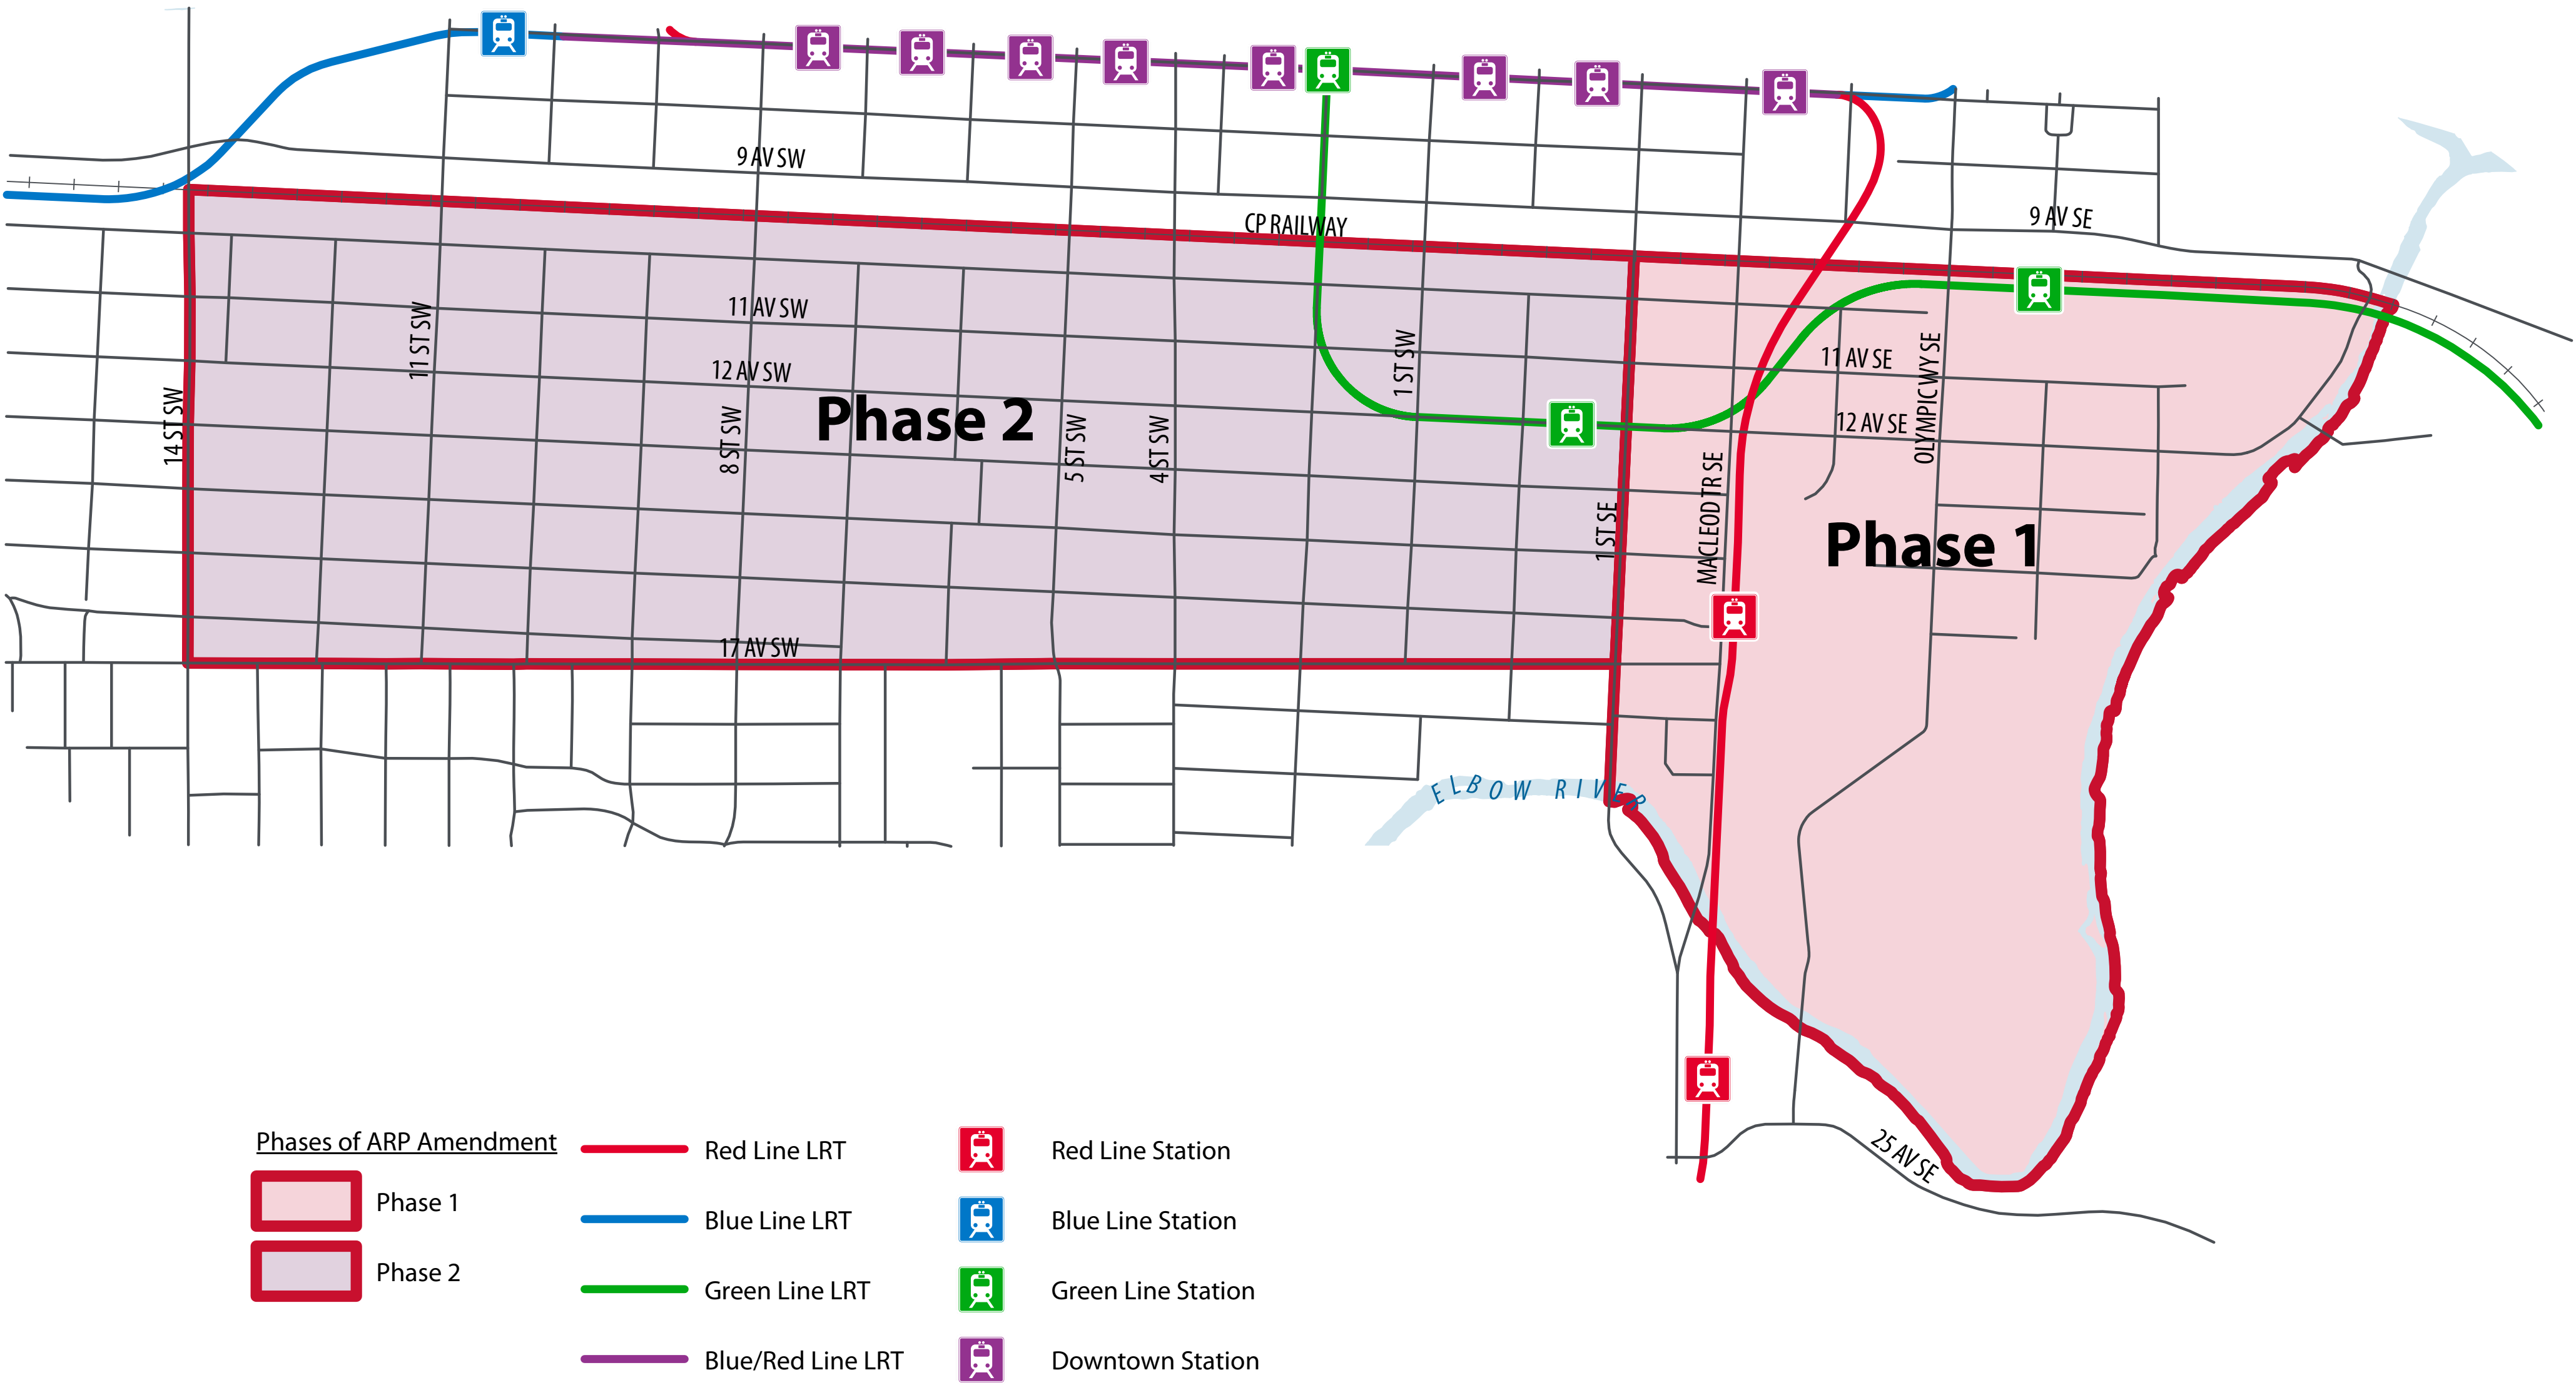 9 AV SW
CP RAILWAY
9 AV SE
11 ST SW
11 AV SW
12 AV SW
1 ST SW
11 AV SE
OLYMPIC WY SE
14 ST SW
8 ST SW
Phase 2
5 ST SW
4 ST SW
12 AV SE
1 ST SE
MACLEOD TR SE
Phase 1
17 AV SW
ELBOW RIVER
25 AV SE
Phases of ARP Amendment
Phase 1
Phase 2
Red Line LRT
Blue Line LRT
Green Line LRT
Blue/Red Line LRT
Red Line Station
Blue Line Station
Green Line Station
Downtown Station